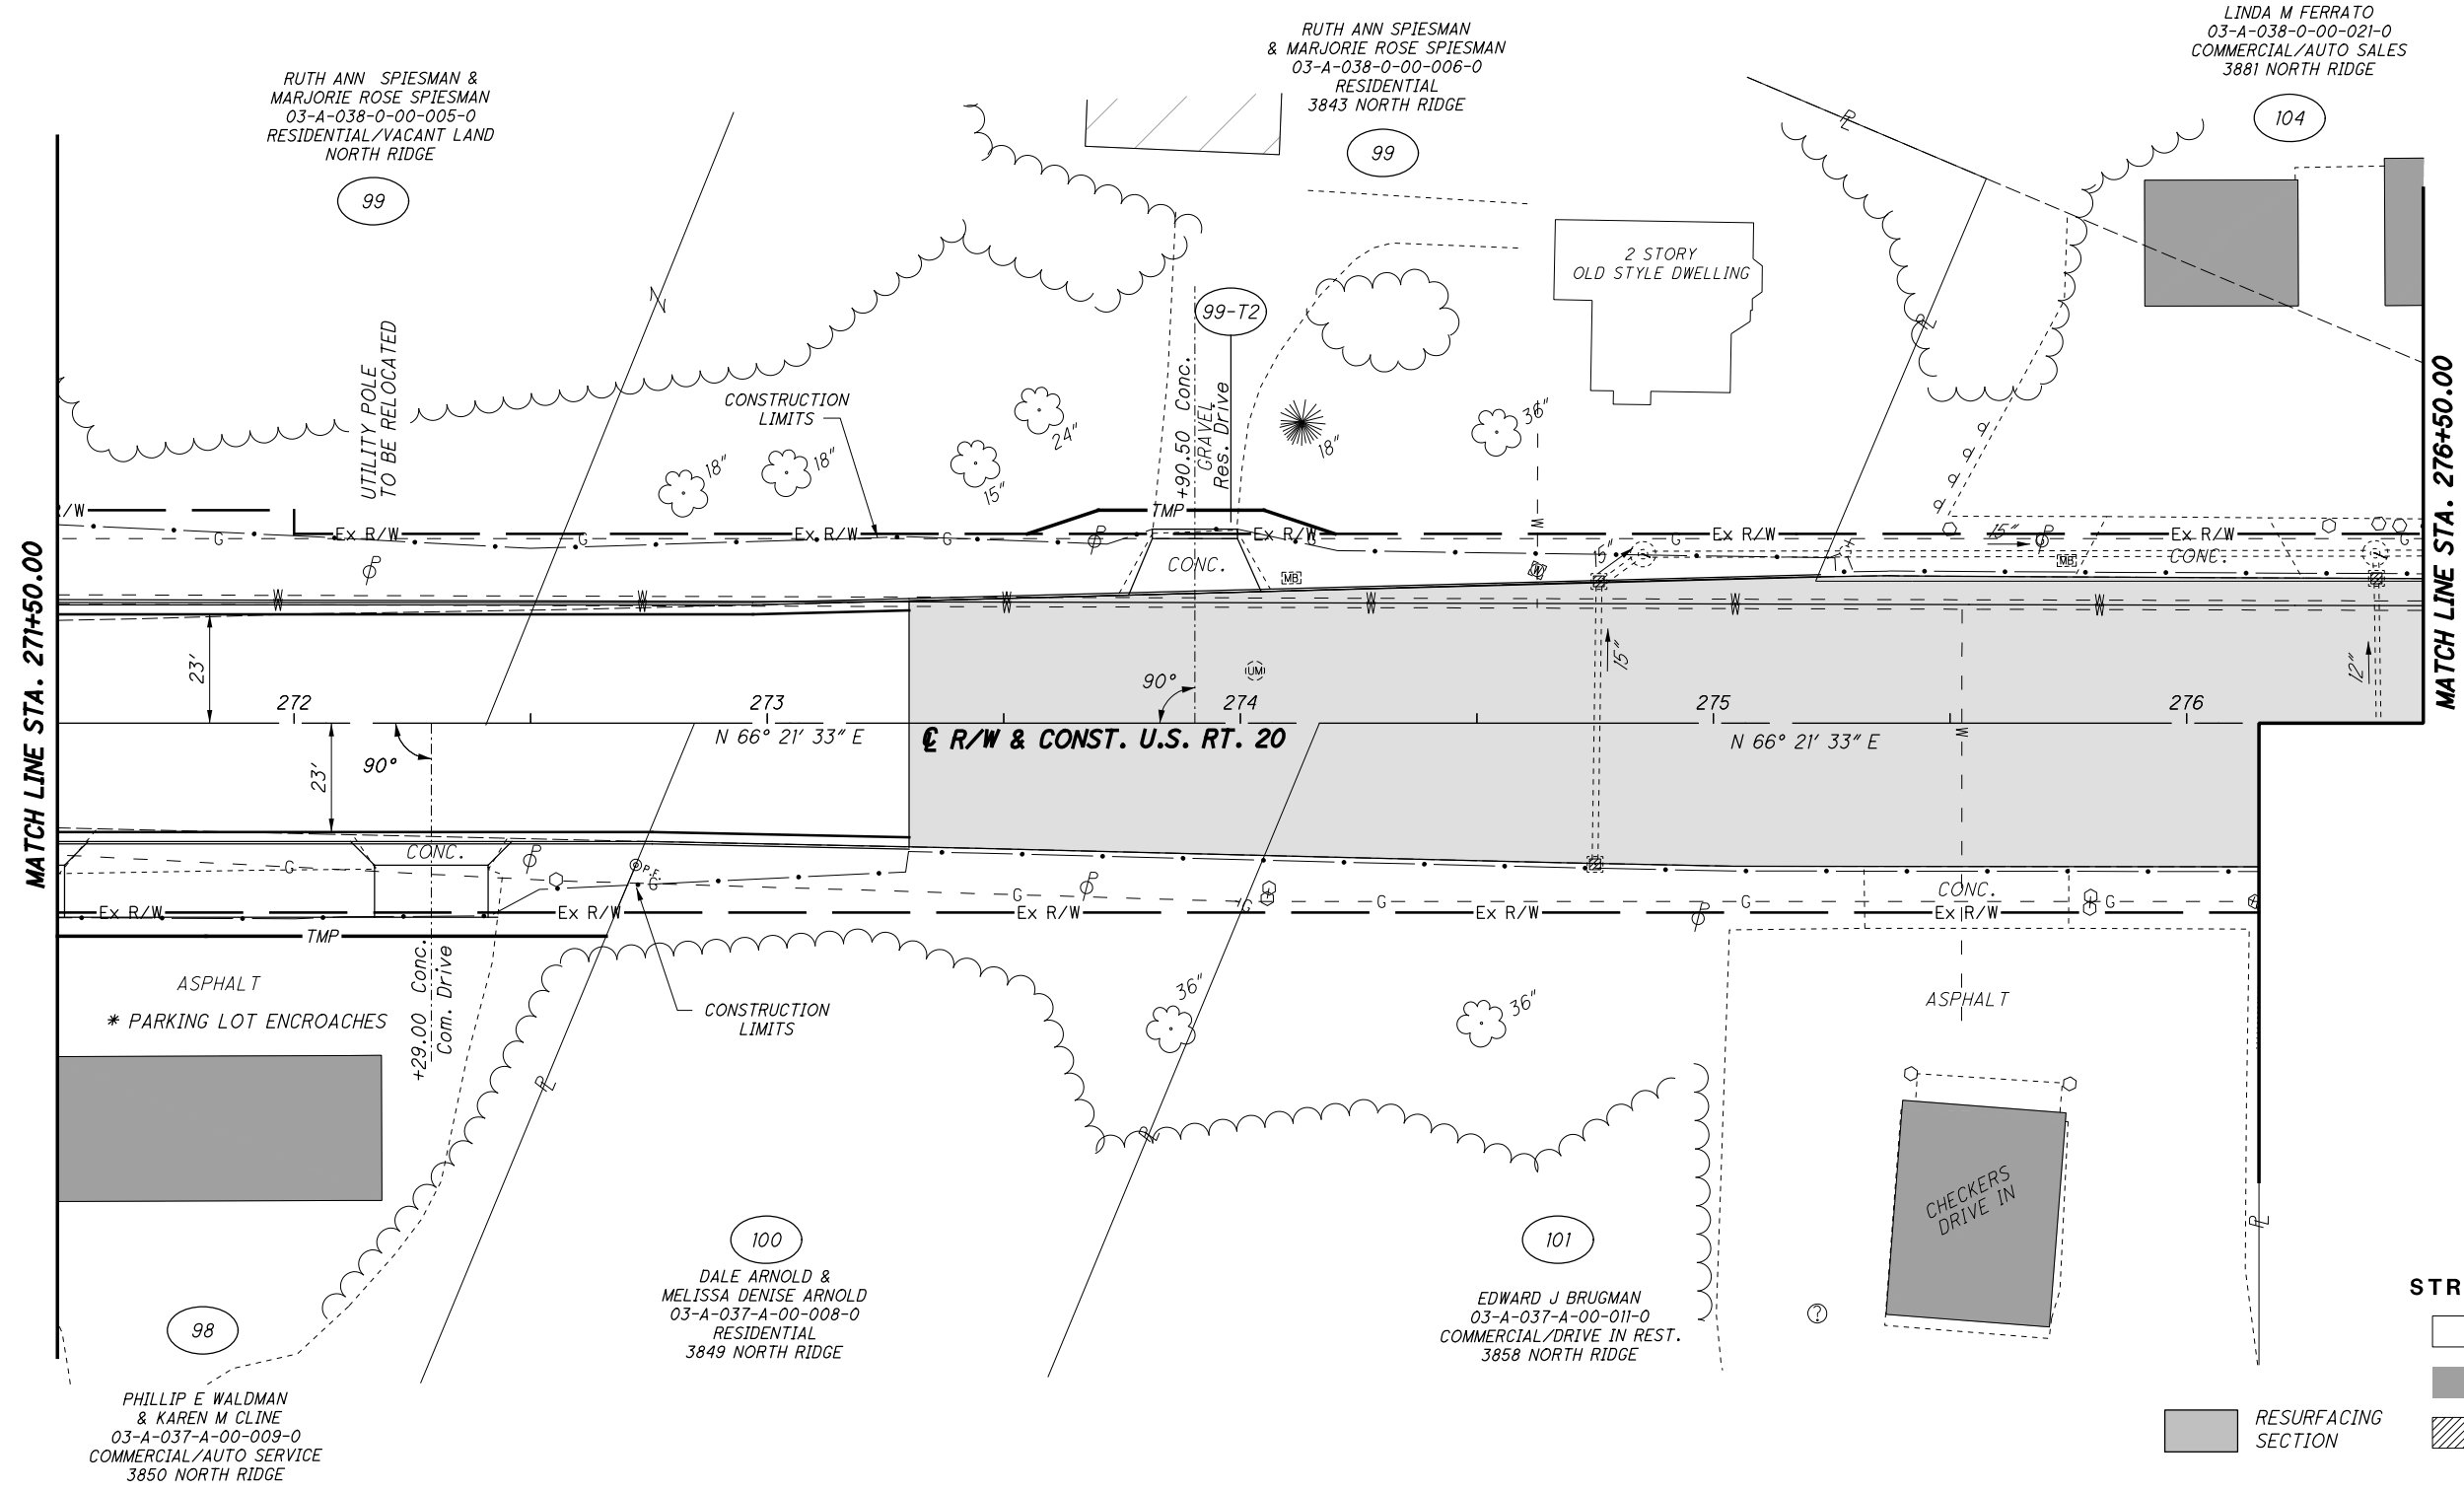 LINDA M FERRATO
03-A-038-0-00-021-0
COMMERCIAL/AUTO SALES
3881 NORTH RIDGE
104
RUTH ANN SPIESMAN
& MARJORIE ROSE SPIESMAN
03-A-038-0-00-006-0
RESIDENTIAL
3843 NORTH RIDGE
99
RUTH ANN SPIESMAN &
MARJORIE ROSE SPIESMAN
03-A-038-0-00-005-0
RESIDENTIAL/VACANT LAND
NORTH RIDGE
99
PL
2 STORY
OLD STYLE DWELLING
Z
99-T2
UTILITY POLE
TO BE RELOCATED
CONSTRUCTION
LIMITS
+90.50 Conc.
GRAVEL
Res. Drive
PL
18"
18"
15"
24"
18"
36"
MATCH LINE STA. 271+50.00
MATCH LINE STA. 276+50.00
R/W
TMP
Ex R/W
Ex R/W
Ex R/W
Ex R/W
Ex R/W
G
G
G
G
G
G
15"
15"
W
W
CONC.
MB
MB
CONC.
W
W
W
W
W
W
23'
UM
15"
12"
90°
272
273
274
275
276
N 66° 21' 33" E
℄ R/W & CONST. U.S. RT. 20
N 66° 21' 33" E
W
23'
90°
CONC.
P.F.
G
G
G
G
G
G
G
CONC.
Ex R/W
Ex R/W
Ex R/W
Ex R/W
Ex R/W
TMP
+29.00 Conc.
Com. Drive
ASPHALT
* PARKING LOT ENCROACHES
CONSTRUCTION
LIMITS
36"
36"
ASPHALT
PL
PL
PL
CHECKERS
DRIVE IN
?
98
PHILLIP E WALDMAN
& KAREN M CLINE
03-A-037-A-00-009-0
COMMERCIAL/AUTO SERVICE
3850 NORTH RIDGE
100
DALE ARNOLD &
MELISSA DENISE ARNOLD
03-A-037-A-00-008-0
RESIDENTIAL
3849 NORTH RIDGE
101
EDWARD J BRUGMAN
03-A-037-A-00-011-0
COMMERCIAL/DRIVE IN REST.
3858 NORTH RIDGE
STR
RESURFACING
SECTION